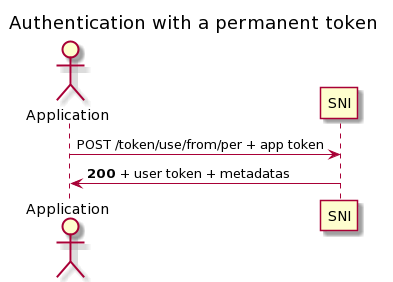 Authentication with a permanent token
Application
SNI
POST /token/use/from/per + app token
200 + user token + metadatas
Application
SNI